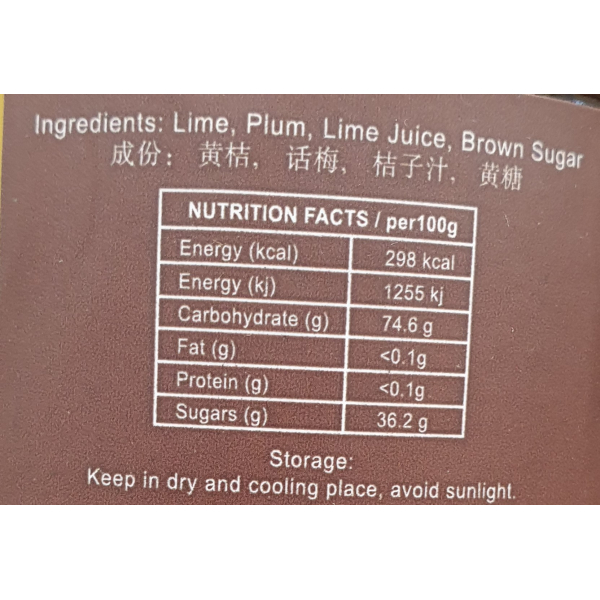 Ingredients: Lime, Plum, Lime Juice, Brown Sugar
成份： 黄桔， 话梅， 桔子汁， 黄糖
NUTRITION FACTS / per100g
Energy (kcal) 298 kcal
Energy (kj) 1255 kj
Carbohydrate (g) 74.6 g
Fat (g) <0.1g
Protein (g) <0.1g
Sugars (g) 36.2 g
Storage:
Keep in dry and cooling place, avoid sunlight.